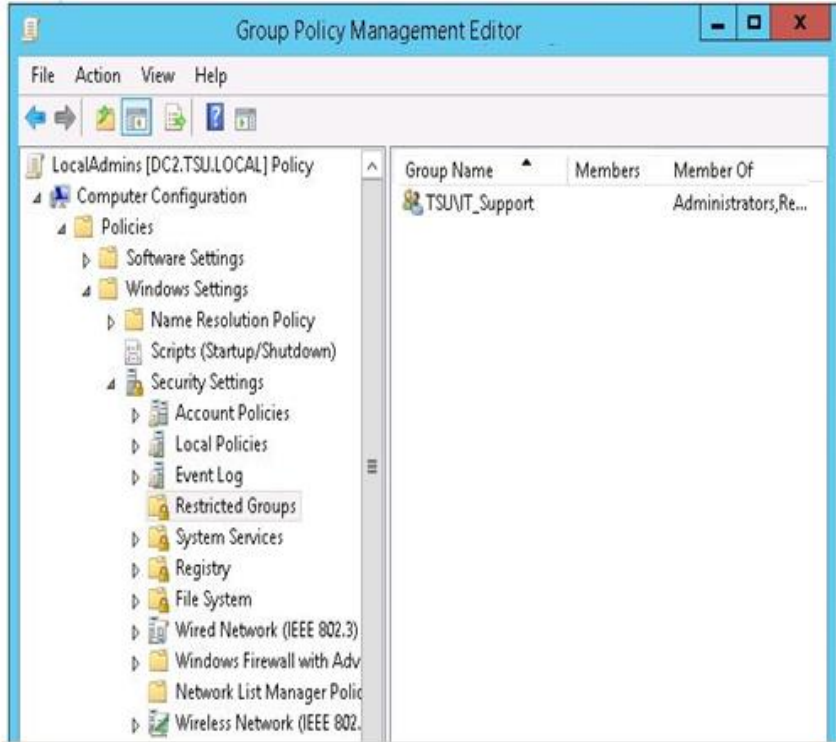 Group Policy Management Editor
X
File Action View Help
LocalAdmins [DC2.TSU.LOCAL] Policy
Computer Configuration
Policies
Software Settings
Windows Settings
Name Resolution Policy
Scripts (Startup/Shutdown)
Security Settings
Account Policies
Local Policies
Event Log
Restricted Groups
System Services
Registry
File System
Wired Network (IEEE 802.3)
Windows Firewall with Adv
Network List Manager Polic
Wireless Network (IEEE 802.
Group Name Members Member Of
TSU\IT_Support Administrators,Re...